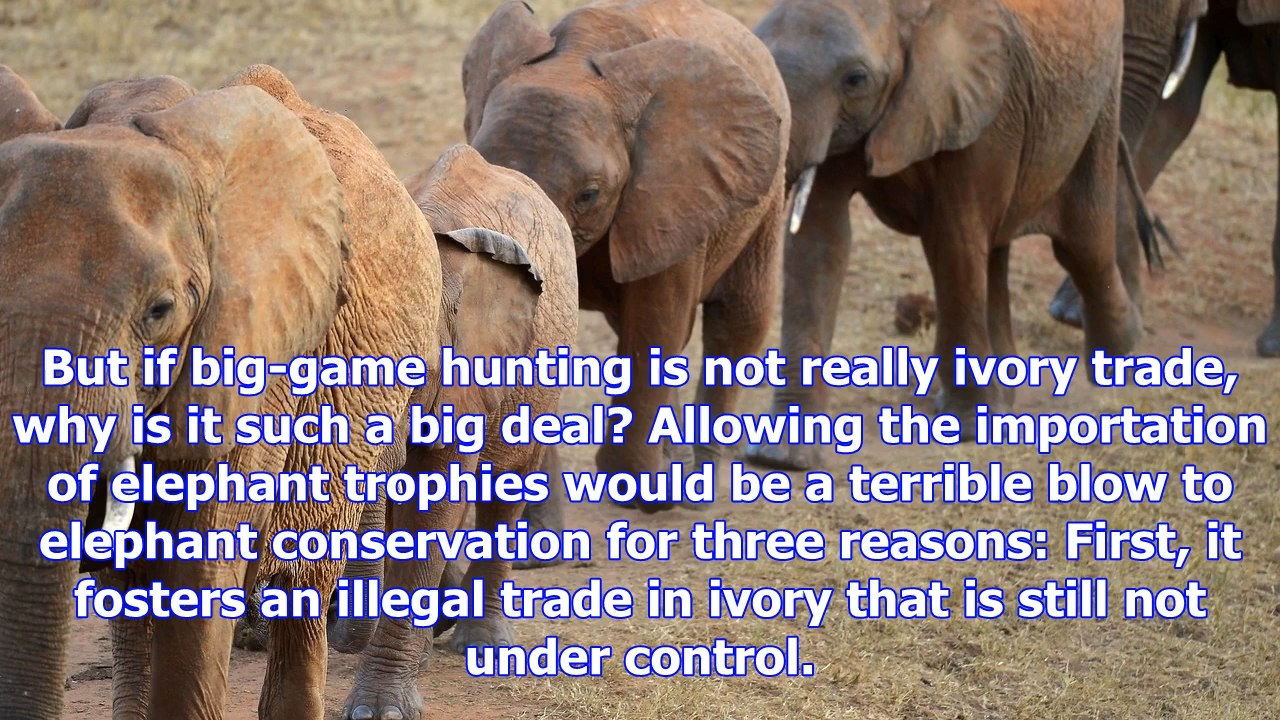 But if big-game hunting is not really ivory trade,
why is it such a big deal? Allowing the importation
of elephant trophies would be a terrible blow to
elephant conservation for three reasons: First, it
fosters an illegal trade in ivory that is still not
under control.